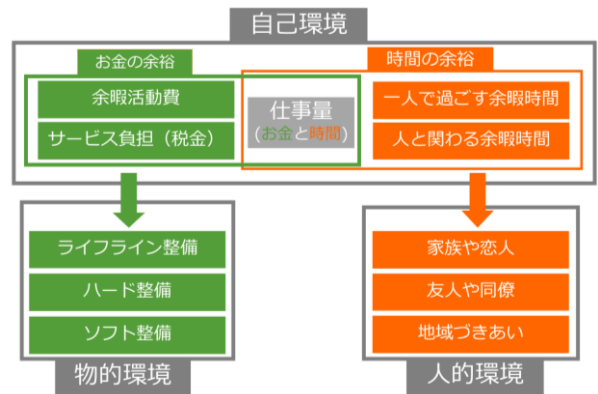 自己環境
お金の余裕
時間の余裕
余暇活動費
サービス負担（税金）
仕事量
（お金と時間）
一人で過ごす余暇時間
人と関わる余暇時間
ライフライン整備
ハード整備
ソフト整備
物的環境
家族や恋人
友人や同僚
地域づきあい
人的環境